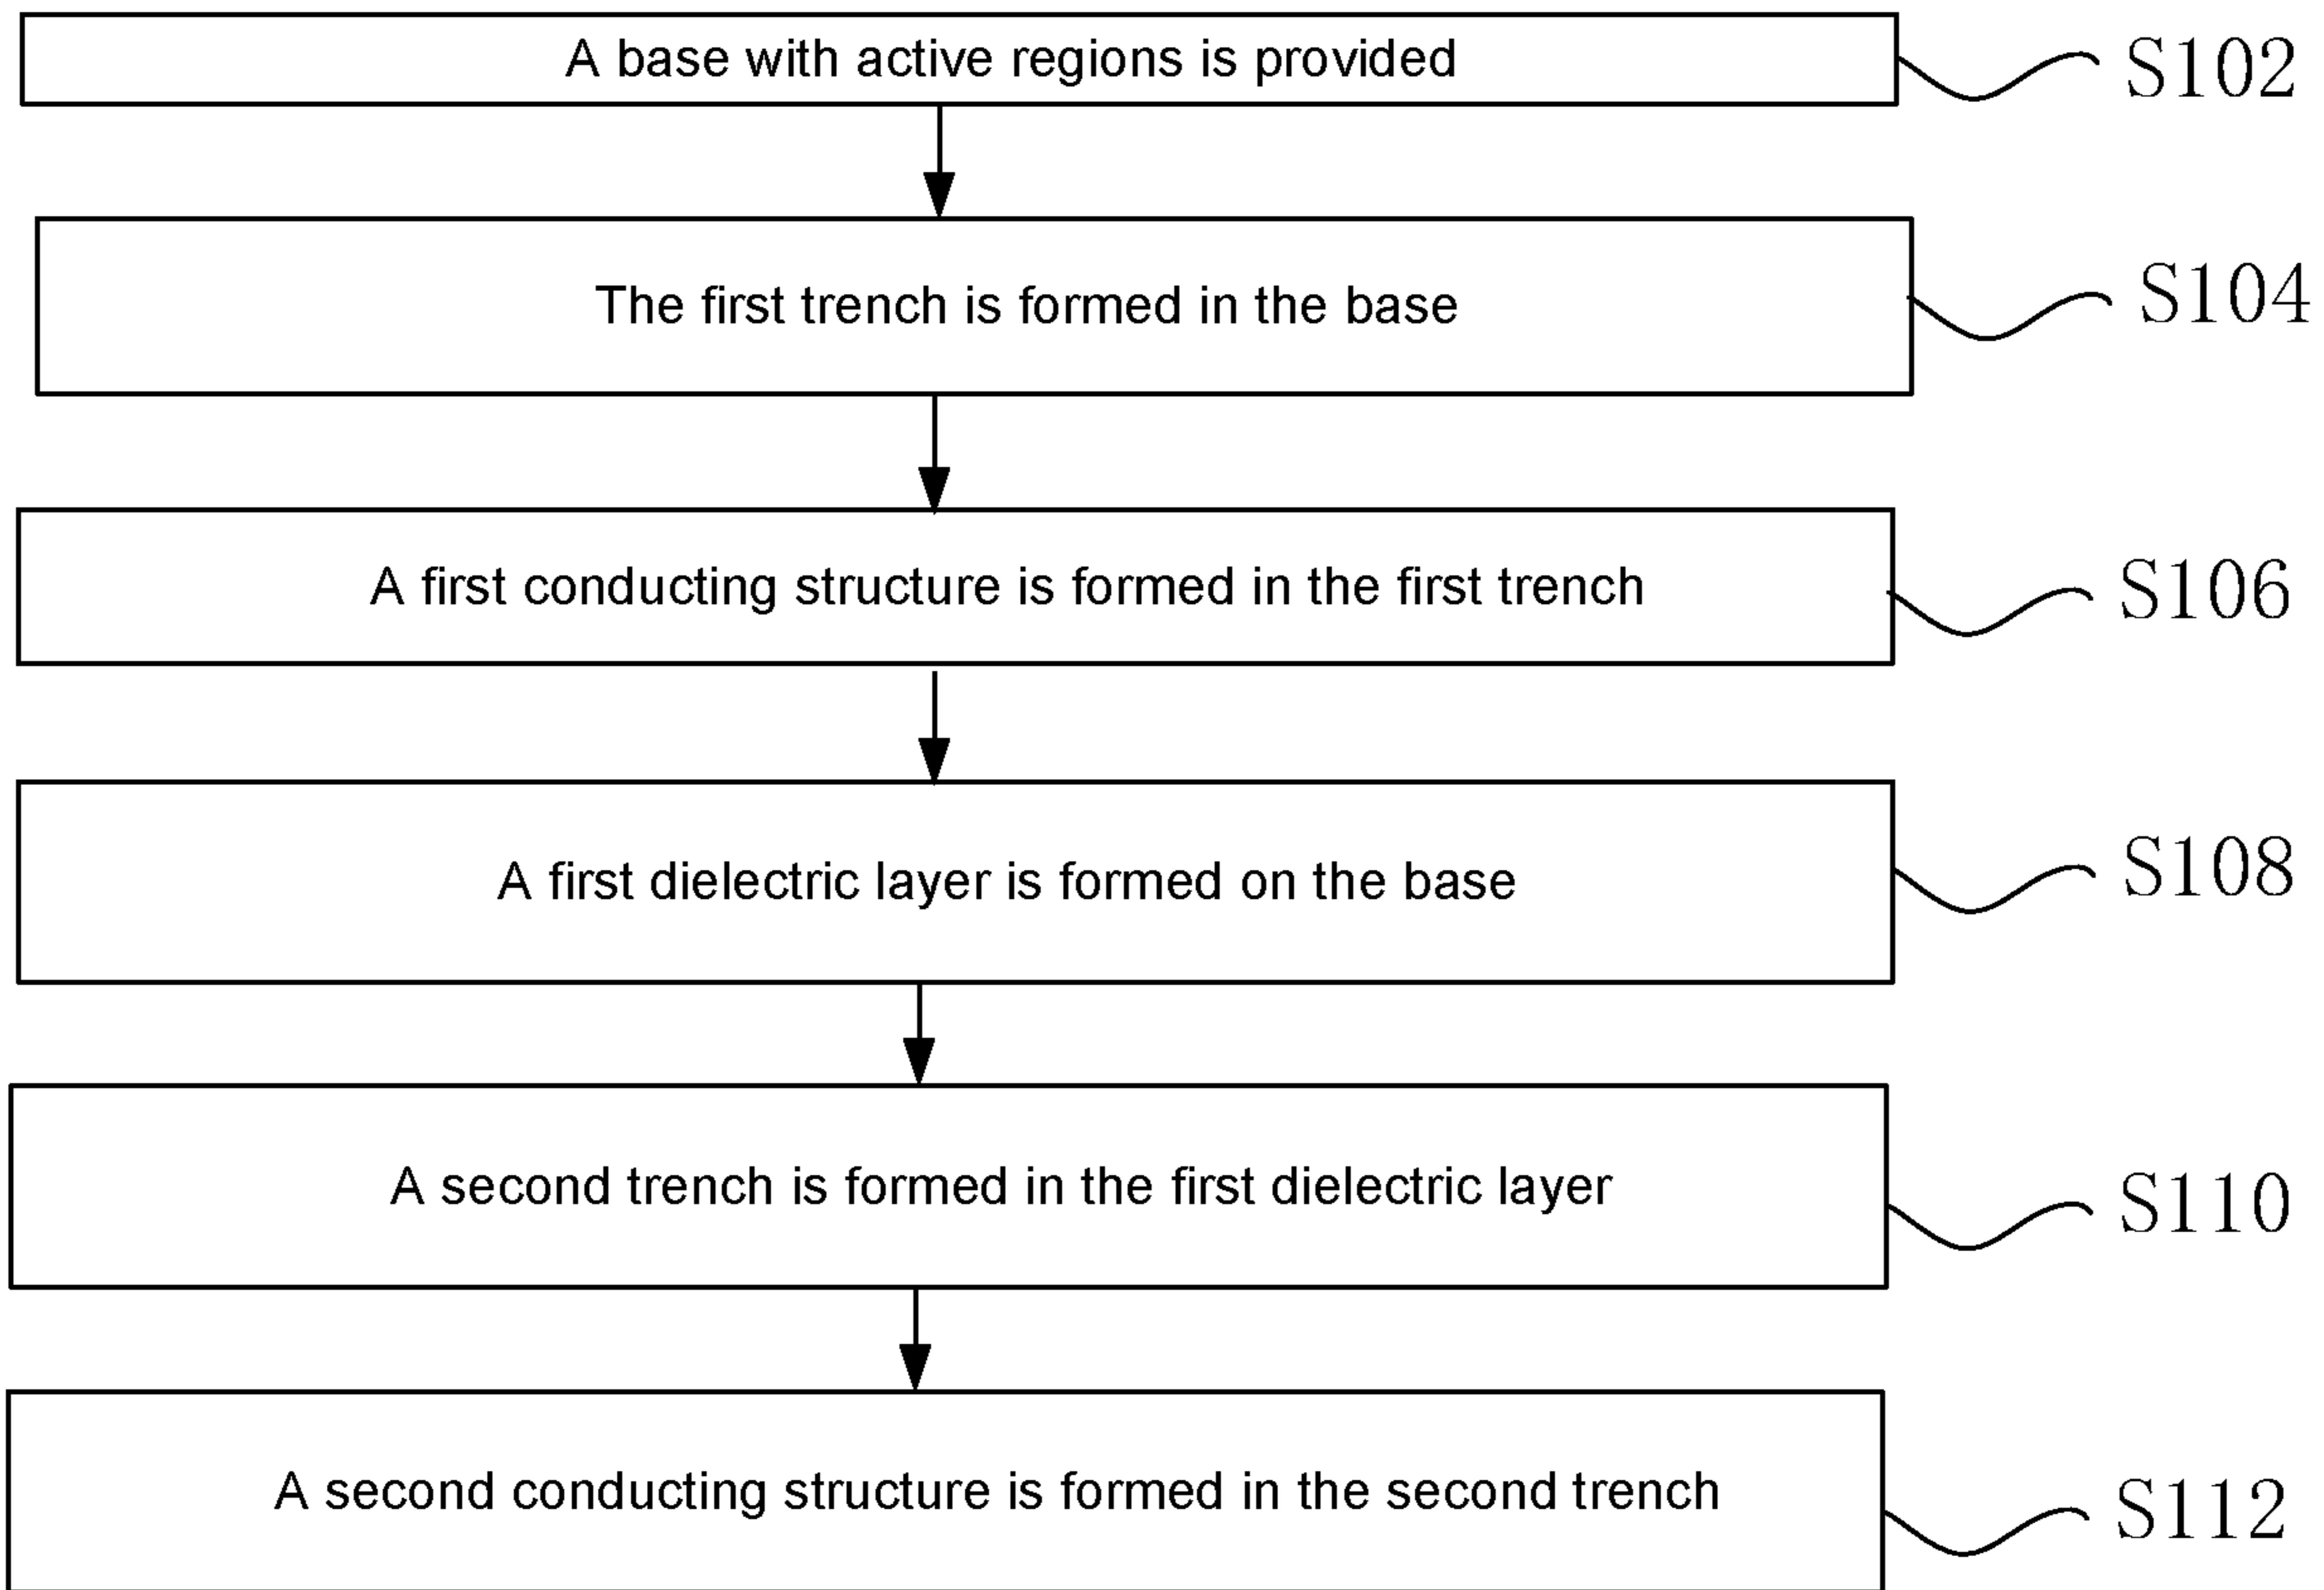 A base with active regions is provided
S102
The first trench is formed in the base
S104
A first conducting structure is formed in the first trench
S106
A first dielectric layer is formed on the base
S108
A second trench is formed in the first dielectric layer
S110
A second conducting structure is formed in the second trench
S112